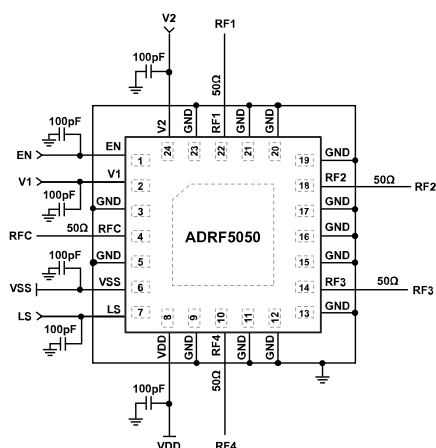 V2
RF1
100pF
50Ω
V2
GND
RF1
GND
GND
24
23
22
21
20
100pF
EN
EN
1
19
GND
V1
V1
2
18
RF2
50Ω
RF2
100pF
GND
3
17
GND
RFC
50Ω
RFC
4
ADRF5050
16
GND
GND
5
15
GND
100pF
VSS
VSS
6
14
RF3
50Ω
RF3
LS
LS
7
13
GND
100pF
8
9
10
11
12
VDD
GND
RF4
GND
GND
50Ω
100pF
VDD
RF4